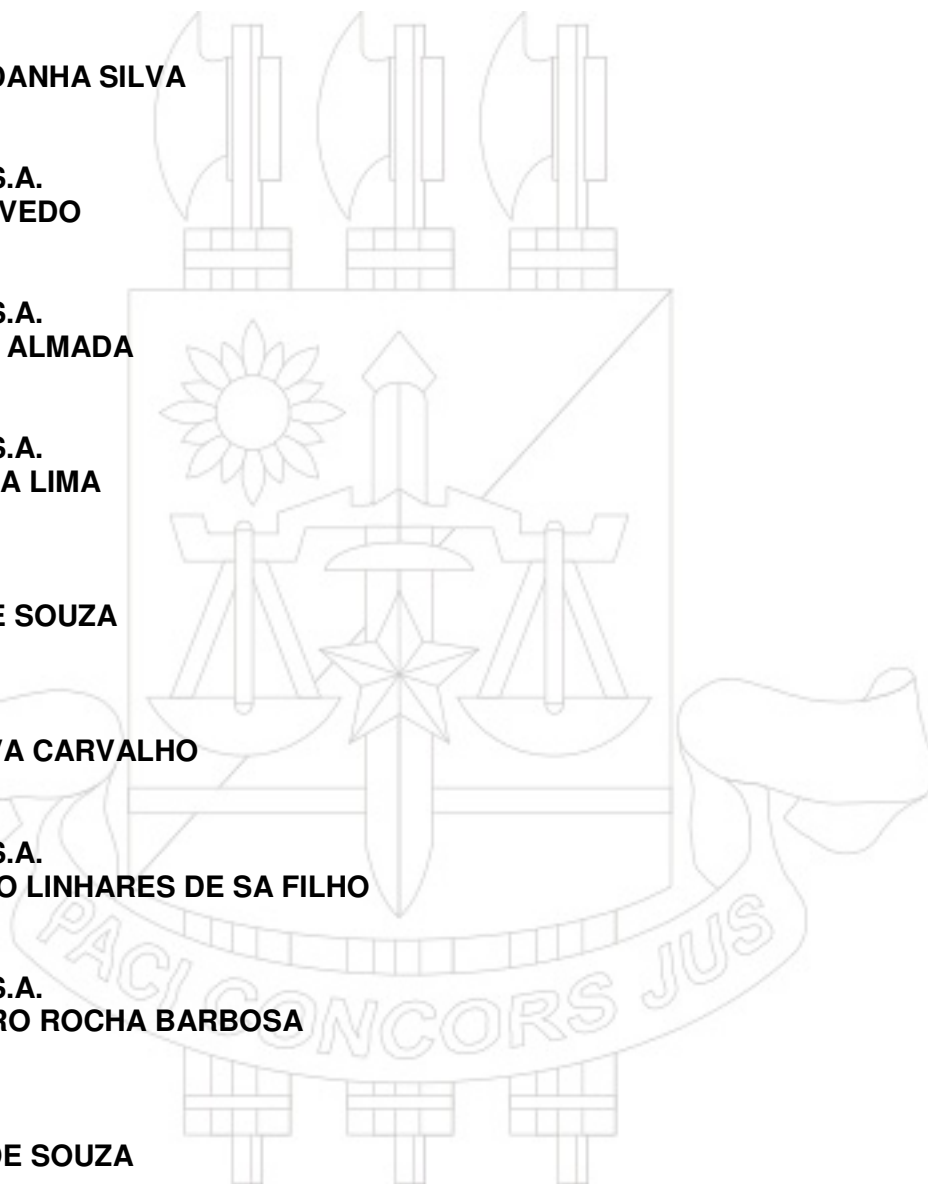 DANHA SILVA
S.A.
VEDO
S.A.
ALMADA
S.A.
A LIMA
E SOUZA
VA CARVALHO
S.A.
O LINHARES DE SA FILHO
PACI CONCORS JUS
S.A.
RO ROCHA BARBOSA
DE SOUZA